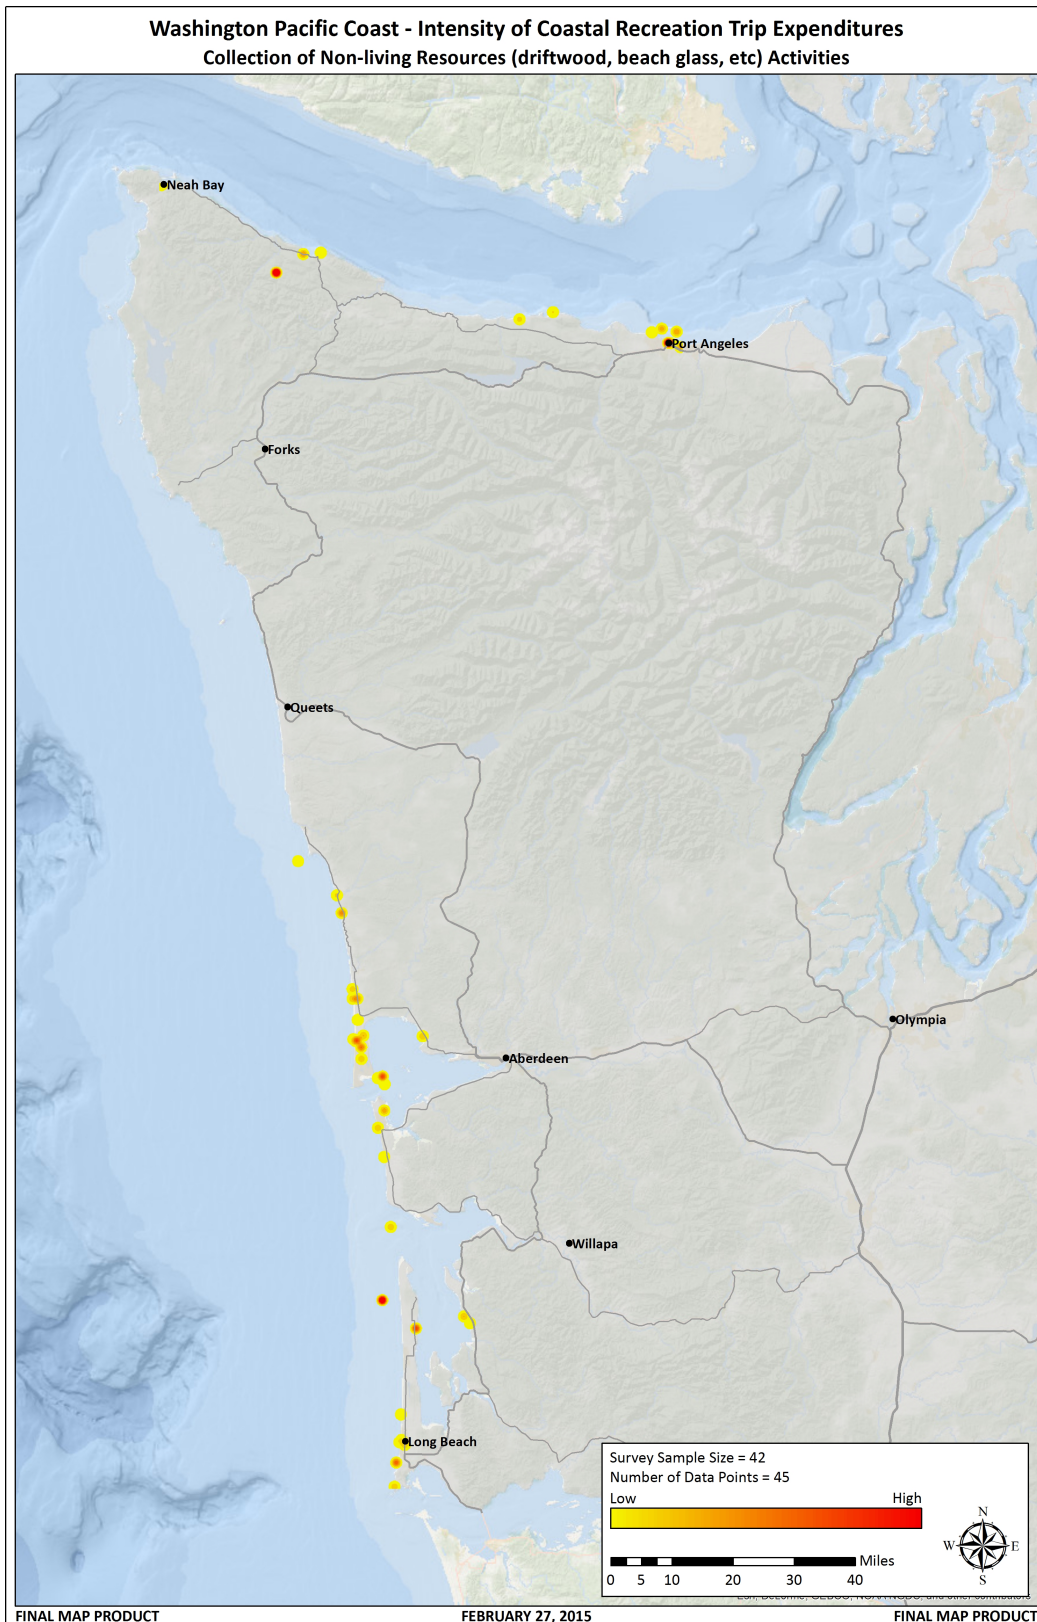 Washington Pacific Coast - Intensity of Coastal Recreation Trip Expenditures
Collection of Non-living Resources (driftwood, beach glass, etc) Activities
Neah Bay
Port Angeles
Forks
Queets
Olympia
Aberdeen
Willapa
Long Beach
Survey Sample Size = 42
Number of Data Points = 45
Low High
N
W E
S
Miles
0 5 10 20 30 40
FINAL MAP PRODUCT FEBRUARY 27, 2015 FINAL MAP PRODUCT